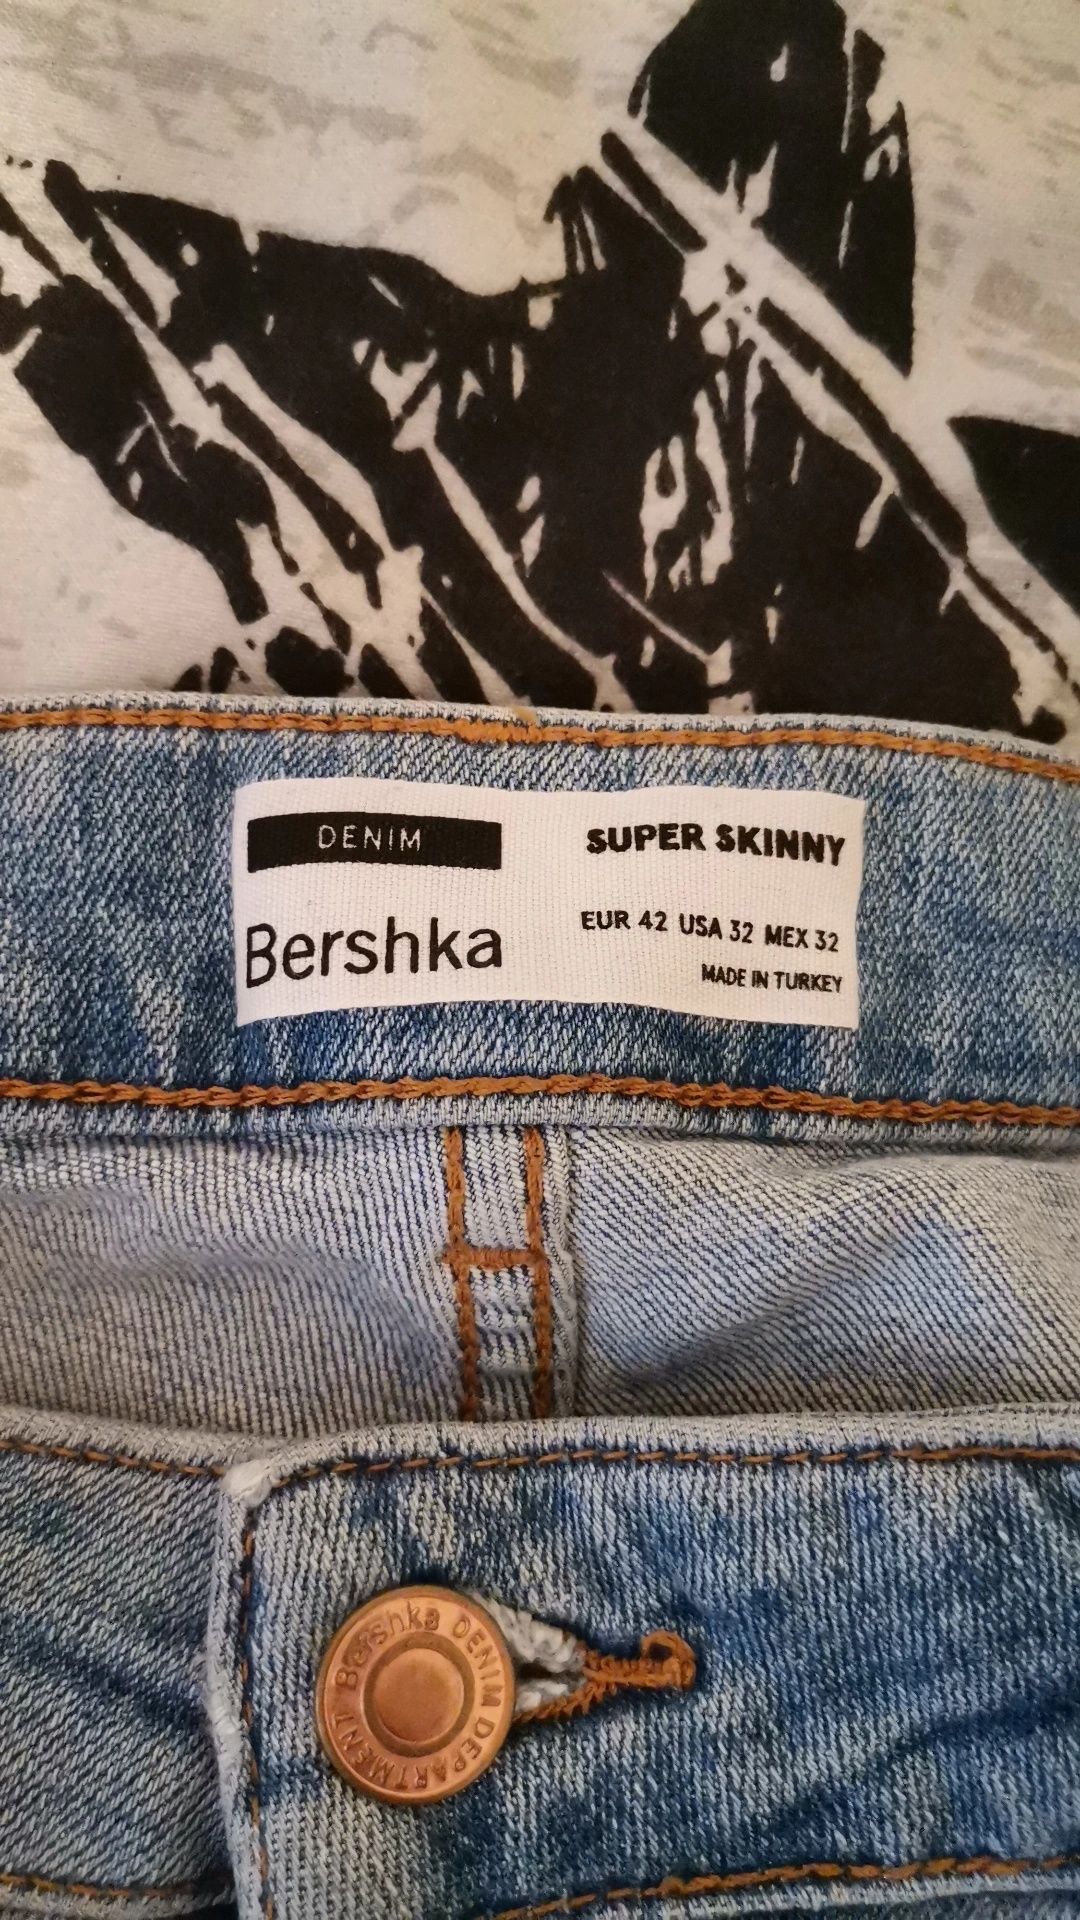 DENIM
Bershka
SUPER SKINNY
EUR 42 USA 32 MEX 32
MADE IN TURKEY
Bershka DENIM DEPARTMENT